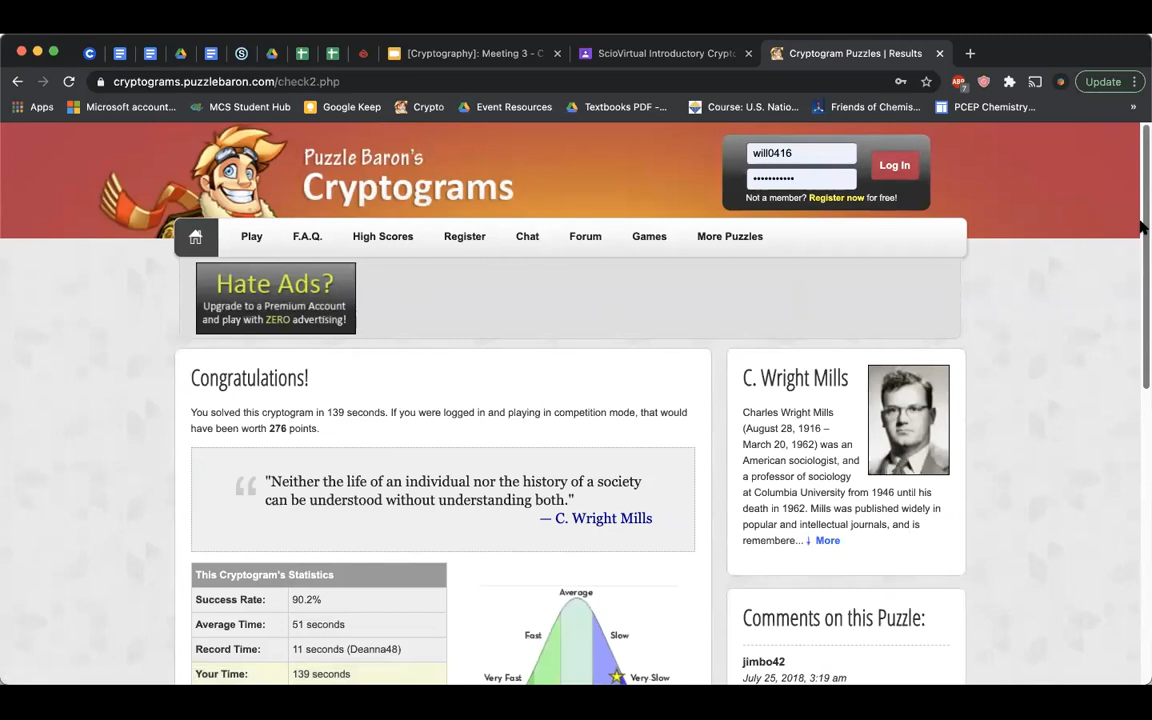 [Cryptography]: Meeting 3 - C
ScioVirtual Introductory Crypto
Cryptogram Puzzles | Results
cryptograms.puzzlebaron.com/check2.php
Update
Apps
Microsoft account...
MCS Student Hub
Google Keep
Crypto
Event Resources
Textbooks PDF -...
Course: U.S. Natio...
Friends of Chemis...
PCEP Chemistry...
»
Puzzle Baron's
Cryptograms
will0416
•••••••••••
Log In
Not a member? Register now for free!
Play
F.A.Q.
High Scores
Register
Chat
Forum
Games
More Puzzles
Hate Ads?
Upgrade to a Premium Account
and play with ZERO advertising!
Congratulations!
You solved this cryptogram in 139 seconds. If you were logged in and playing in competition mode, that would
have been worth 276 points.
"Neither the life of an individual nor the history of a society
can be understood without understanding both."
— C. Wright Mills
This Cryptogram's Statistics
Success Rate: 90.2%
Average Time: 51 seconds
Record Time: 11 seconds (Deanna48)
Your Time: 139 seconds
Average
Fast
Slow
Very Fast
Very Slow
C. Wright Mills
Charles Wright Mills
(August 28, 1916 –
March 20, 1962) was an
American sociologist, and
a professor of sociology
at Columbia University from 1946 until his
death in 1962. Mills was published widely in
popular and intellectual journals, and is
remembere... ↓ More
Comments on this Puzzle:
jimbo42
July 25, 2018, 3:19 am